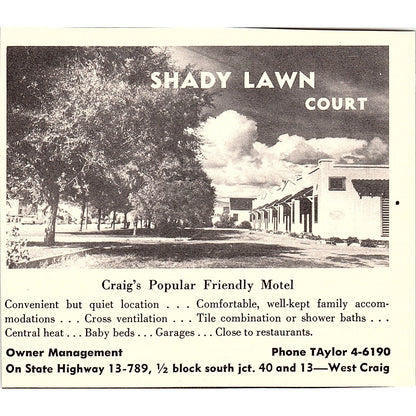 SHADY LAWN
COURT
Craig's Popular Friendly Motel
Convenient but quiet location . . . Comfortable, well-kept family accom-
modations . . . Cross ventilation . . . Tile combination or shower baths . . .
Central heat . . . Baby beds . . . Garages . . . Close to restaurants.
Owner Management Phone TAylor 4-6190
On State Highway 13-789, ½ block south jct. 40 and 13—West Craig